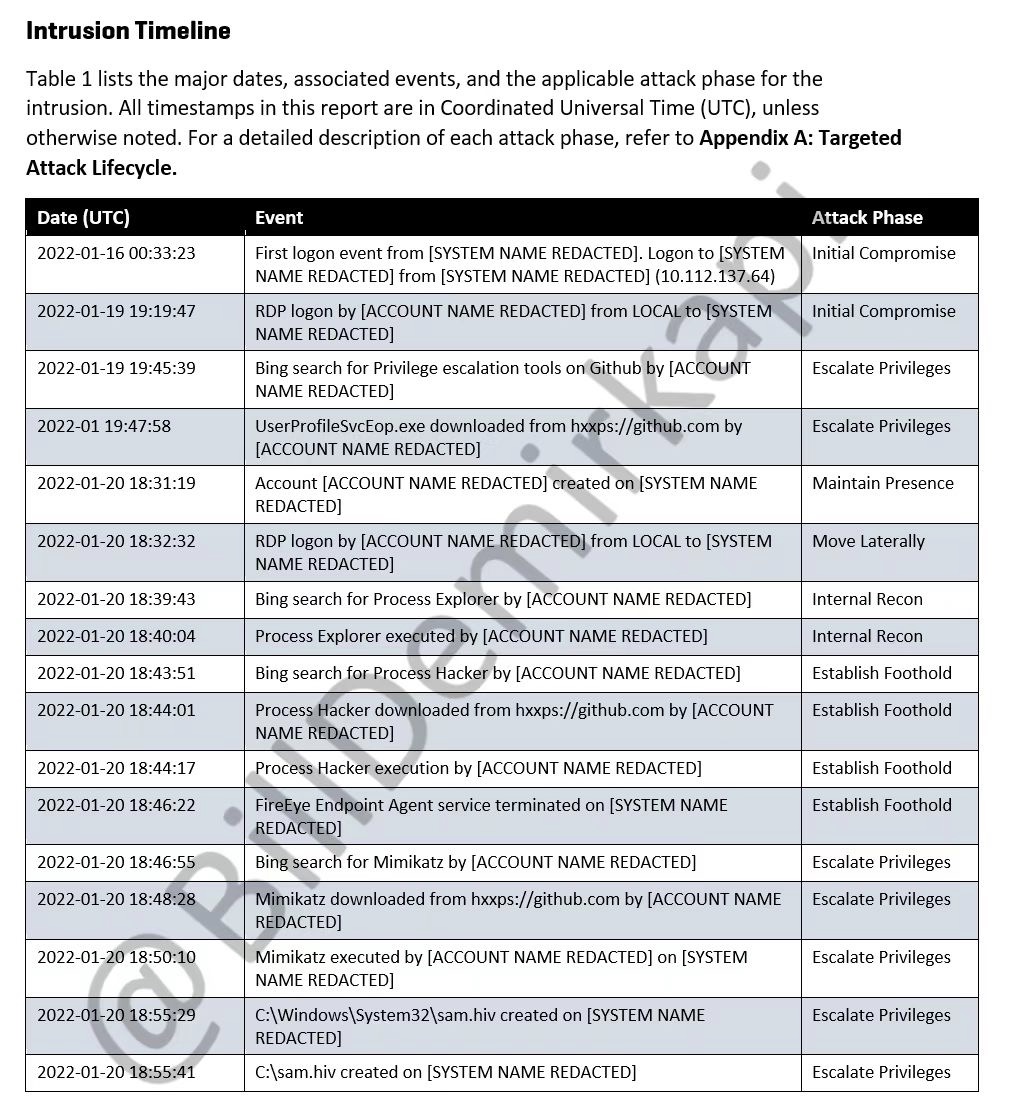 Intrusion Timeline
Table 1 lists the major dates, associated events, and the applicable attack phase for the
intrusion. All timestamps in this report are in Coordinated Universal Time (UTC), unless
otherwise noted. For a detailed description of each attack phase, refer to Appendix A: Targeted
Attack Lifecycle.
Date (UTC) Event Attack Phase
2022-01-16 00:33:23 First logon event from [SYSTEM NAME REDACTED]. Logon to [SYSTEM Initial Compromise
NAME REDACTED] from [SYSTEM NAME REDACTED] (10.112.137.64)
2022-01-19 19:19:47 RDP logon by [ACCOUNT NAME REDACTED] from LOCAL to [SYSTEM Initial Compromise
NAME REDACTED]
2022-01-19 19:45:39 Bing search for Privilege escalation tools on Github by [ACCOUNT Escalate Privileges
NAME REDACTED]
2022-01 19:47:58 UserProfileSvcEop.exe downloaded from hxxps://github.com by Escalate Privileges
[ACCOUNT NAME REDACTED]
2022-01-20 18:31:19 Account [ACCOUNT NAME REDACTED] created on [SYSTEM NAME Maintain Presence
REDACTED]
2022-01-20 18:32:32 RDP logon by [ACCOUNT NAME REDACTED] from LOCAL to [SYSTEM Move Laterally
NAME REDACTED]
2022-01-20 18:39:43 Bing search for Process Explorer by [ACCOUNT NAME REDACTED] Internal Recon
2022-01-20 18:40:04 Process Explorer executed by [ACCOUNT NAME REDACTED] Internal Recon
2022-01-20 18:43:51 Bing search for Process Hacker by [ACCOUNT NAME REDACTED] Establish Foothold
2022-01-20 18:44:01 Process Hacker downloaded from hxxps://github.com by [ACCOUNT Establish Foothold
NAME REDACTED]
2022-01-20 18:44:17 Process Hacker execution by [ACCOUNT NAME REDACTED] Establish Foothold
2022-01-20 18:46:22 FireEye Endpoint Agent service terminated on [SYSTEM NAME Establish Foothold
REDACTED]
2022-01-20 18:46:55 Bing search for Mimikatz by [ACCOUNT NAME REDACTED] Escalate Privileges
2022-01-20 18:48:28 Mimikatz downloaded from hxxps://github.com by [ACCOUNT NAME Escalate Privileges
REDACTED]
2022-01-20 18:50:10 Mimikatz executed by [ACCOUNT NAME REDACTED] on [SYSTEM Escalate Privileges
NAME REDACTED]
2022-01-20 18:55:29 C:\Windows\System32\sam.hiv created on [SYSTEM NAME Escalate Privileges
REDACTED]
2022-01-20 18:55:41 C:\sam.hiv created on [SYSTEM NAME REDACTED] Escalate Privileges
@BillDemirkapi